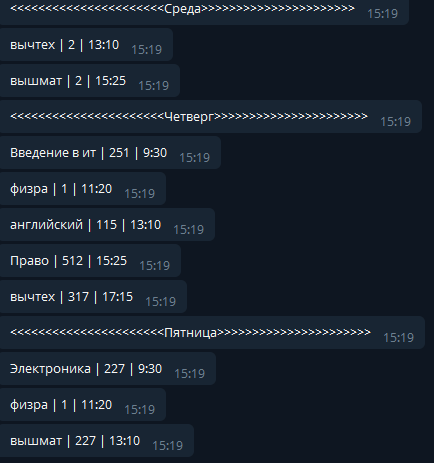 <<<<<<<<<<<<<<<<<<<<<<Среда>>>>>>>>>>>>>>>>>>>>>> 15:19
вычтех | 2 | 13:10 15:19
вышмат | 2 | 15:25 15:19
<<<<<<<<<<<<<<<<<<<<<<Четверг>>>>>>>>>>>>>>>>>>>>>> 15:19
Введение в ит | 251 | 9:30 15:19
физра | 1 | 11:20 15:19
английский | 115 | 13:10 15:19
Право | 512 | 15:25 15:19
вычтех | 317 | 17:15 15:19
<<<<<<<<<<<<<<<<<<<<<<Пятница>>>>>>>>>>>>>>>>>>>>>> 15:19
Электроника | 227 | 9:30 15:19
физра | 1 | 11:20 15:19
вышмат | 227 | 13:10 15:19